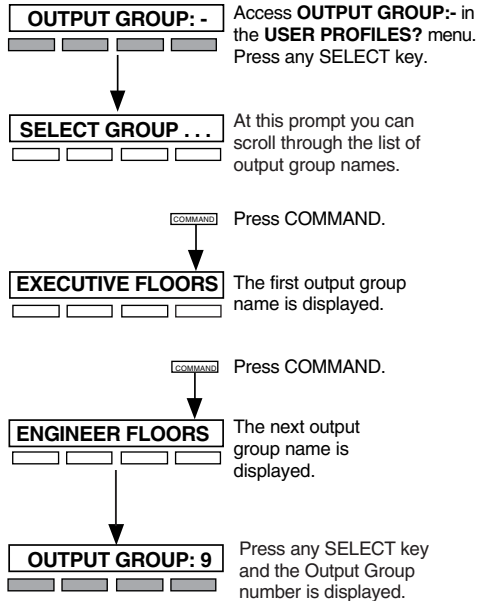 OUTPUT GROUP: -
Access OUTPUT GROUP:- in
the USER PROFILES? menu.
Press any SELECT key.
SELECT GROUP . . .
At this prompt you can
scroll through the list of
output group names.
COMMAND
Press COMMAND.
EXECUTIVE FLOORS
The first output group
name is displayed.
COMMAND
Press COMMAND.
ENGINEER FLOORS
The next output
group name is
displayed.
OUTPUT GROUP: 9
Press any SELECT key
and the Output Group
number is displayed.